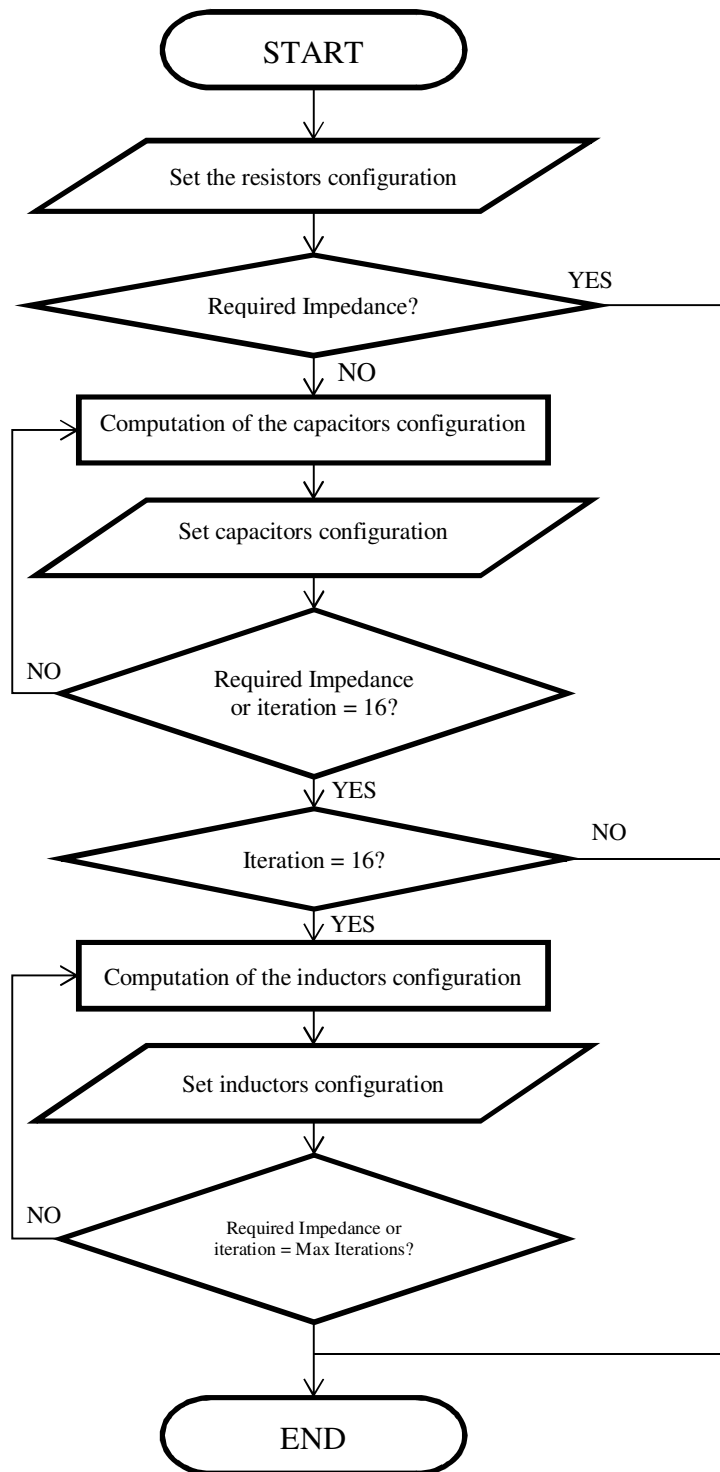 START
Set the resistors configuration
YES
Required Impedance?
NO
Computation of the capacitors configuration
Set capacitors configuration
NO
Required Impedance
or iteration = 16?
YES
NO
Iteration = 16?
YES
Computation of the inductors configuration
Set inductors configuration
NO
Required Impedance or
iteration = Max Iterations?
END